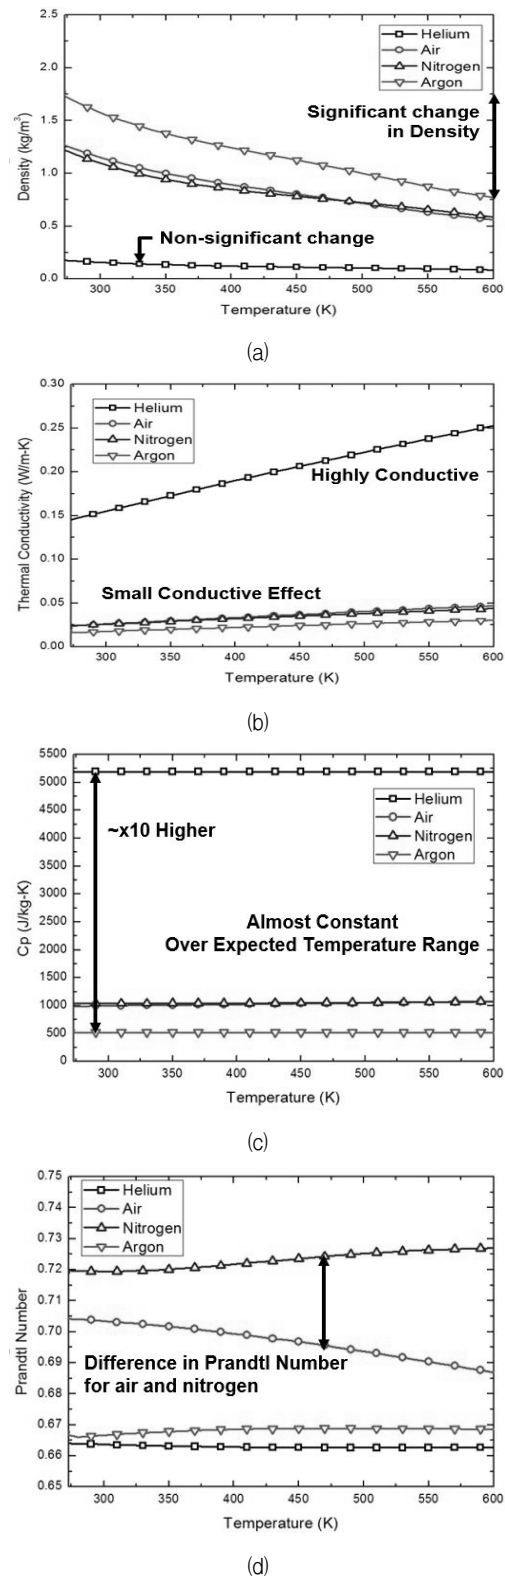 2.5
2.0
1.5
1.0
0.5
0.0
Density (kg/m³)
Helium
Air
Nitrogen
Argon
Significant change
in Density
Non-significant change
300 350 400 450 500 550 600
Temperature (K)
(a)
0.30
0.25
0.20
0.15
0.10
0.05
0.00
Thermal Conductivity (W/m-K)
Helium
Air
Nitrogen
Argon
Highly Conductive
Small Conductive Effect
300 350 400 450 500 550 600
Temperature (K)
(b)
5500
5000
4500
4000
3500
3000
2500
2000
1500
1000
500
0
Cp (J/kg-K)
Helium
Air
Nitrogen
Argon
~x10 Higher
Almost Constant
Over Expected Temperature Range
300 350 400 450 500 550 600
Temperature (K)
(c)
0.75
0.74
0.73
0.72
0.71
0.70
0.69
0.68
0.67
0.66
0.65
Prandtl Number
Helium
Air
Nitrogen
Argon
Difference in Prandtl Number
for air and nitrogen
300 350 400 450 500 550 600
Temperature (K)
(d)